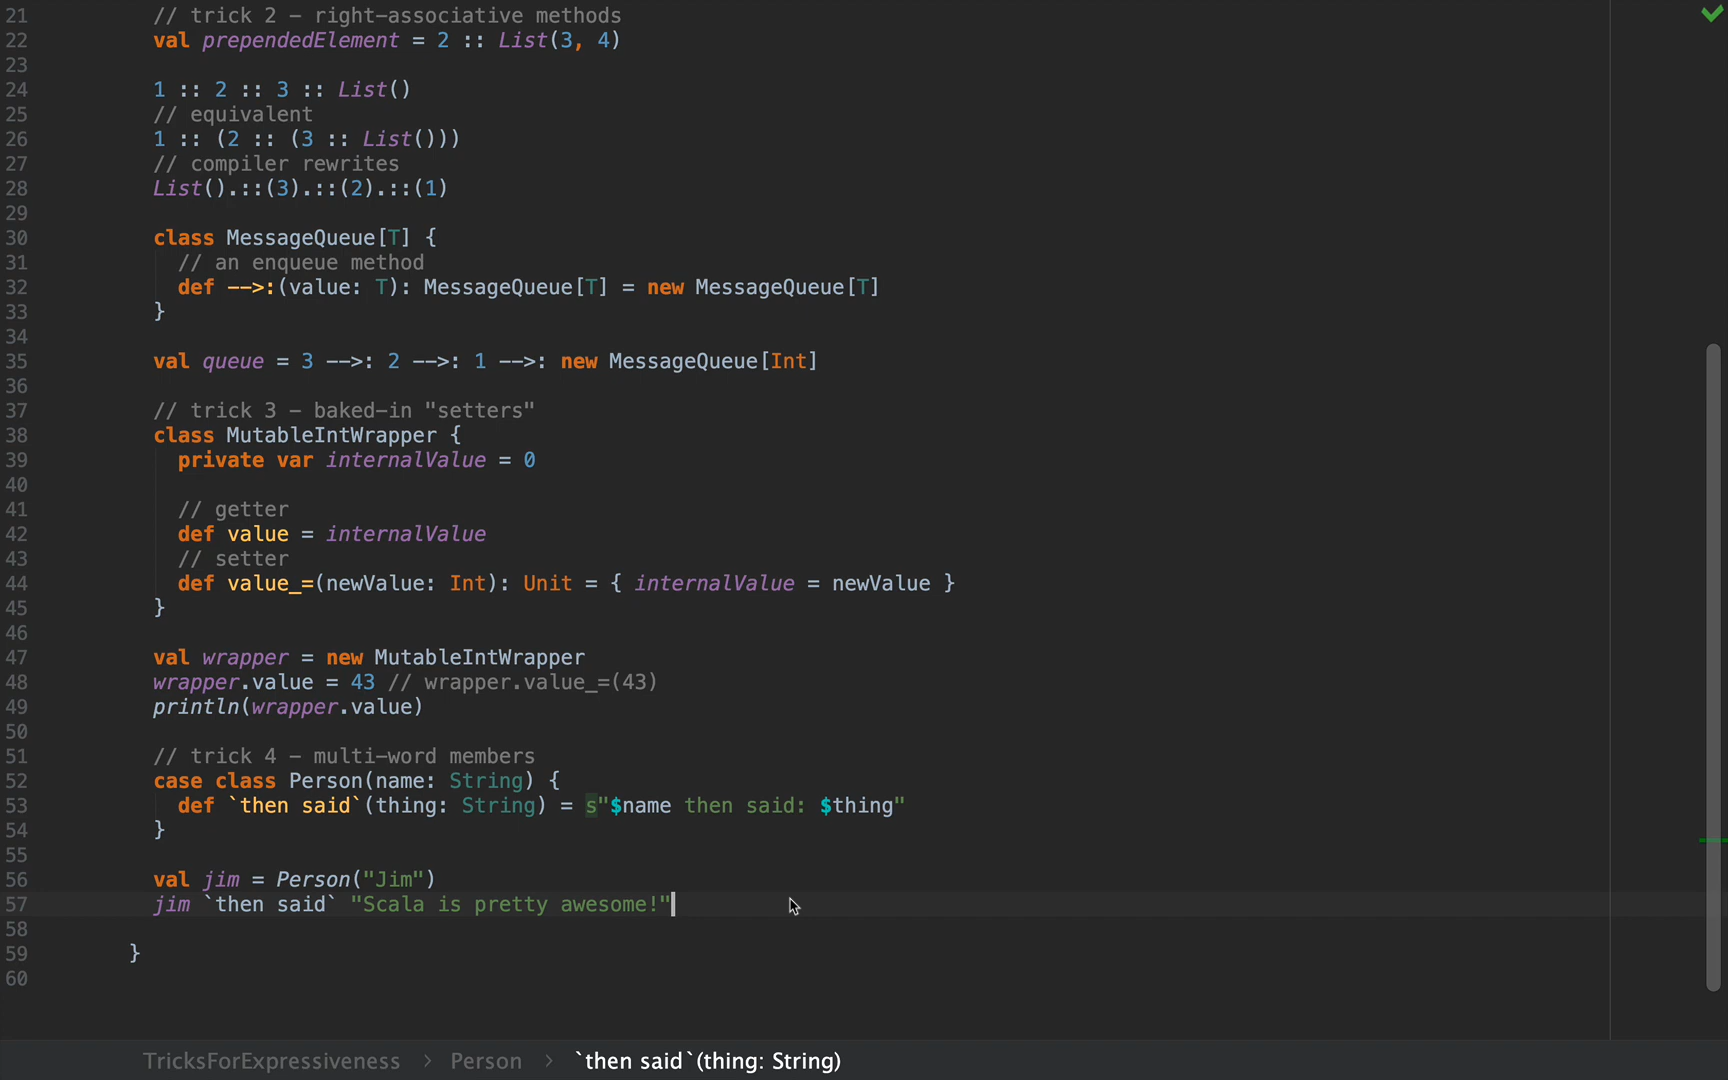 21 // trick 2 - right-associative methods
22 val prependedElement = 2 :: List(3, 4)
23
24 1 :: 2 :: 3 :: List()
25 // equivalent
26 1 :: (2 :: (3 :: List()))
27 // compiler rewrites
28 List().::(3).::(2).::(1)
29
30 class MessageQueue[T] {
31 // an enqueue method
32 def -->:(value: T): MessageQueue[T] = new MessageQueue[T]
33 }
34
35 val queue = 3 -->: 2 -->: 1 -->: new MessageQueue[Int]
36
37 // trick 3 - baked-in "setters"
38 class MutableIntWrapper {
39 private var internalValue = 0
40
41 // getter
42 def value = internalValue
43 // setter
44 def value_=(newValue: Int): Unit = { internalValue = newValue }
45 }
46
47 val wrapper = new MutableIntWrapper
48 wrapper.value = 43 // wrapper.value_=(43)
49 println(wrapper.value)
50
51 // trick 4 - multi-word members
52 case class Person(name: String) {
53 def `then said`(thing: String) = s"$name then said: $thing"
54 }
55
56 val jim = Person("Jim")
57 jim `then said` "Scala is pretty awesome!"
58
59 }
60
TricksForExpressiveness > Person > `then said`(thing: String)